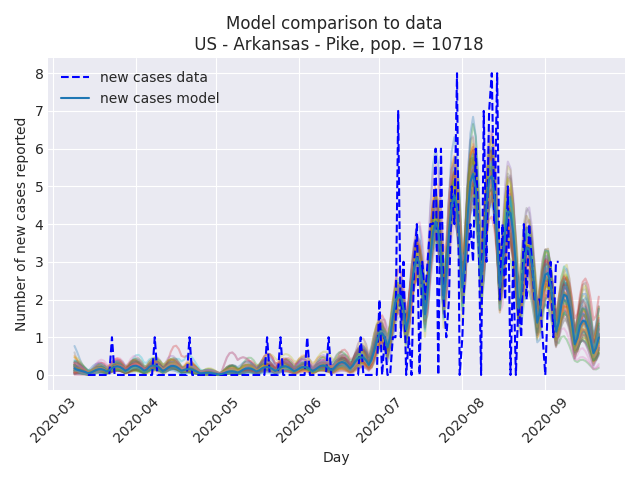 Model comparison to data
US - Arkansas - Pike, pop. = 10718
new cases data
new cases model
Number of new cases reported
8
7
6
5
4
3
2
1
0
2020-03
2020-04
2020-05
2020-06
2020-07
2020-08
2020-09
Day